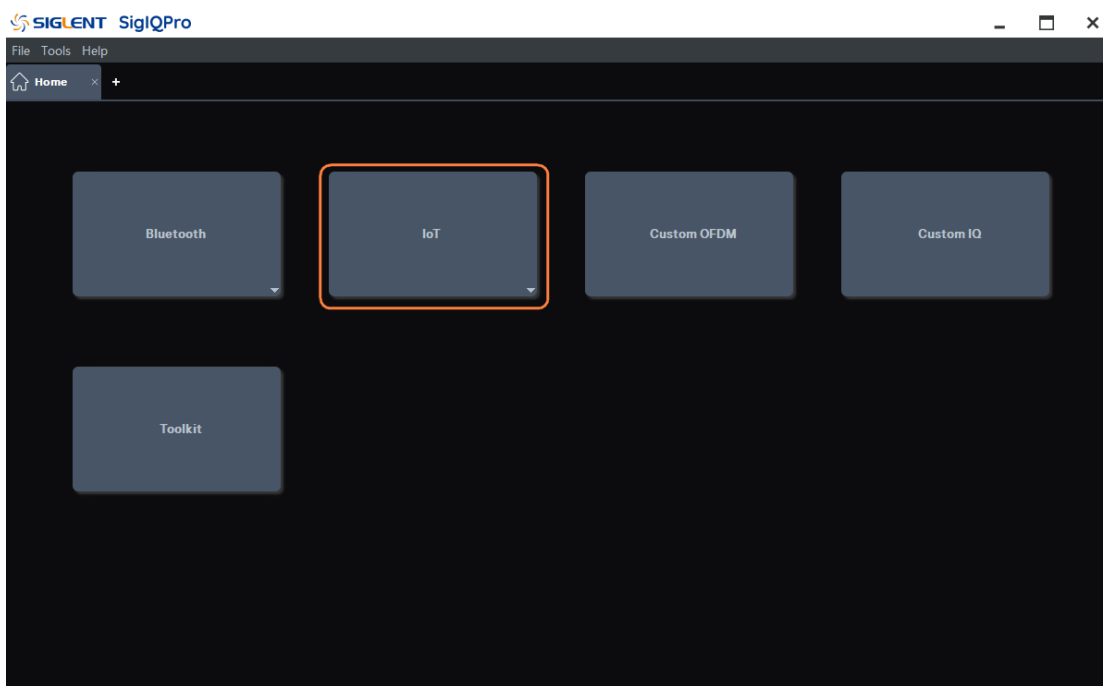 SIGLENT SigIQPro
File Tools Help
Home × +
Bluetooth
IoT
Custom OFDM
Custom IQ
Toolkit